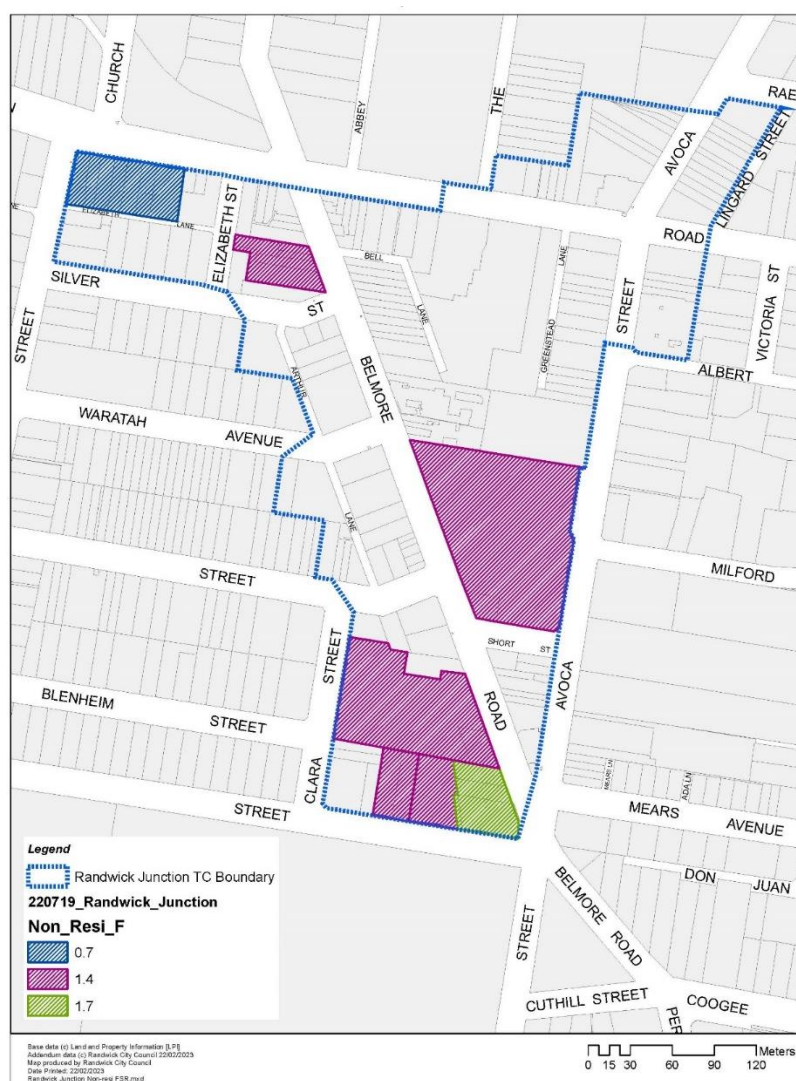 CHURCH
ABBEY
THE
AVOCA
RAE
LINGARD STREET
ELIZABETH
LANE
ELIZABETH ST
ROAD
VICTORIA ST
SILVER
ST
BELL
LANE
LANE
GREENSTEAD
STREET
STREET
BELMORE
ALBERT
ARTHUR
WARATAH
AVENUE
LANE
STREET
MILFORD
STREET
SHORT
ST
ROAD
AVOCA
BLENHEIM
STREET
CLARA
STREET
MEARS LN
ADA LN
MEARS
AVENUE
DON
JUAN
BELMORE
ROAD
STREET
CUTHILL STREET
COOGEE
PER
Legend
Randwick Junction TC Boundary
220719_Randwick_Junction
Non_Resi_F
0.7
1.4
1.7
Base data (c) Land and Property Information [LPI]
Addendum data (c) Randwick City Council 22/02/2023
Map produced by Randwick City Council
Date Printed: 22/02/2023
Randwick Junction Non-resi FSR.mxd
Meters
0 15 30 60 90 120